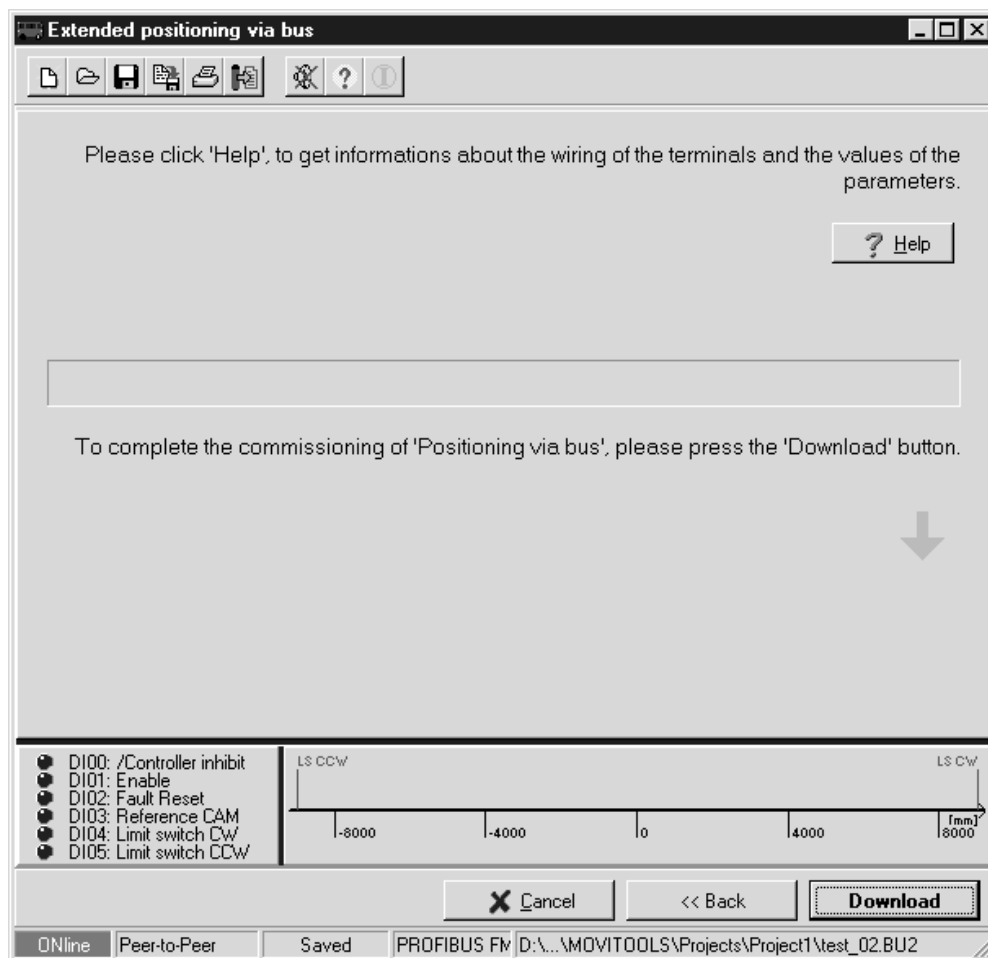 Extended positioning via bus
Please click 'Help', to get informations about the wiring of the terminals and the values of the
parameters.
? Help
To complete the commissioning of 'Positioning via bus', please press the 'Download' button.
DI00: /Controller inhibit
DI01: Enable
DI02: Fault Reset
DI03: Reference CAM
DI04: Limit switch CW
DI05: Limit switch CCW
LS CCW
LS CW
-8000 -4000 0 4000 8000 [mm]
Cancel << Back Download
ONline Peer-to-Peer Saved PROFIBUS FM D:\...\MOVITOOLS\Projects\Project1\test_02.BU2